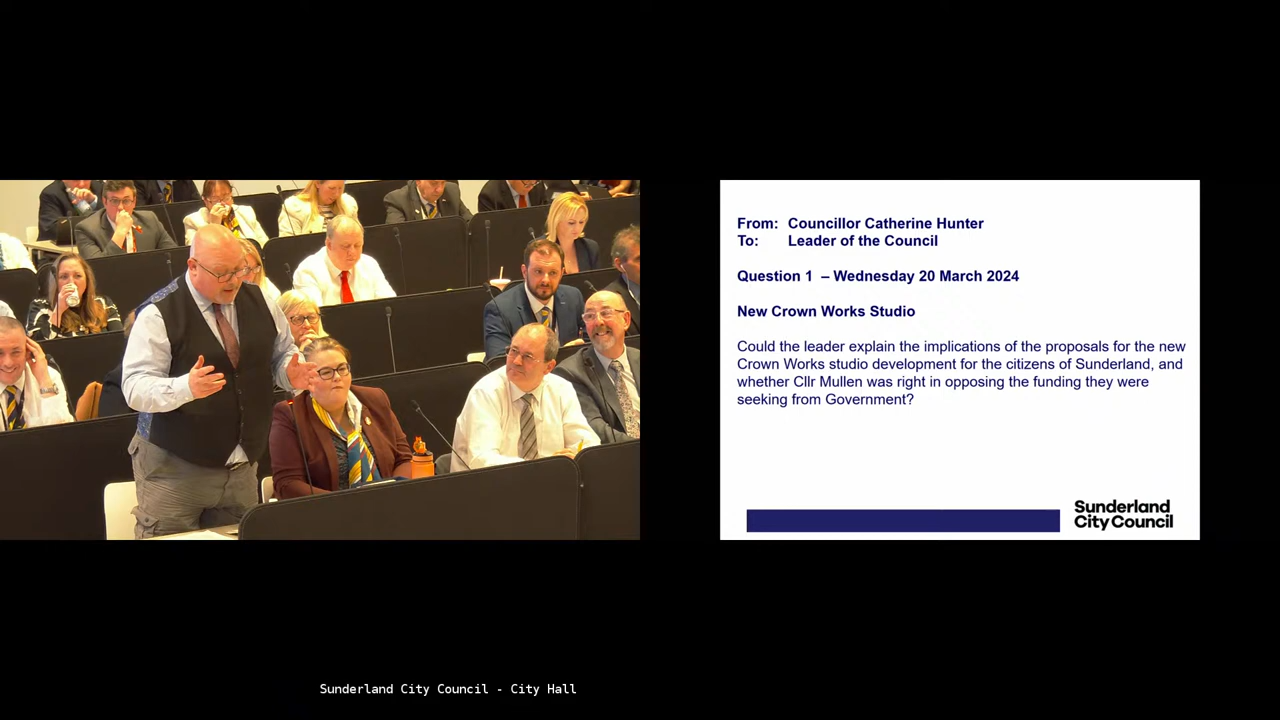 From: Councillor Catherine Hunter
To: Leader of the Council
Question 1 – Wednesday 20 March 2024
New Crown Works Studio
Could the leader explain the implications of the proposals for the new
Crown Works studio development for the citizens of Sunderland, and
whether Cllr Mullen was right in opposing the funding they were
seeking from Government?
Sunderland
City Council
Sunderland City Council - City Hall